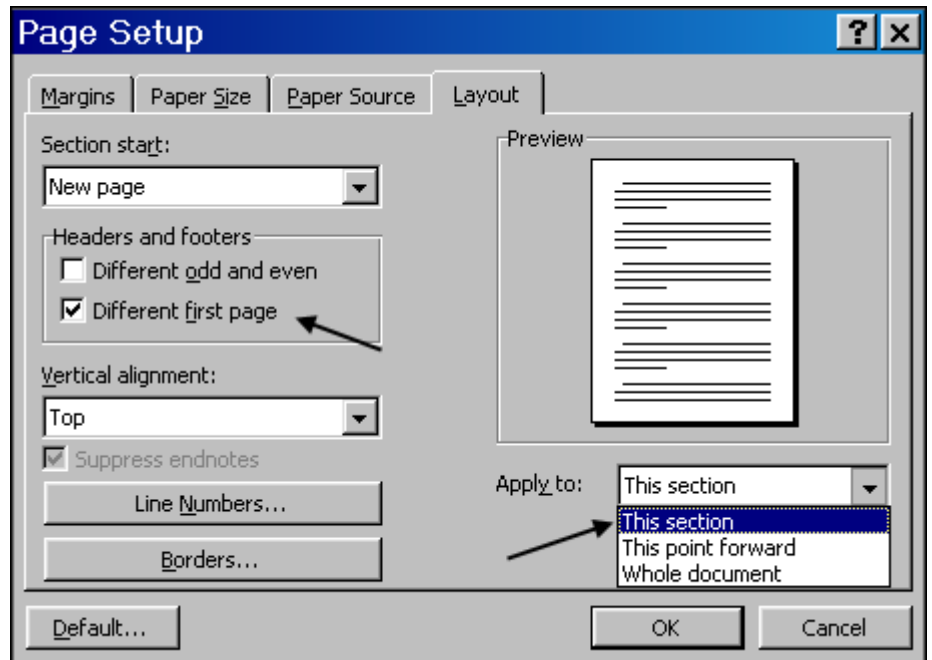 Page Setup
Margins Paper Size Paper Source Layout
Section start:
New page
Headers and footers
Different odd and even
Different first page
Vertical alignment:
Top
Suppress endnotes
Line Numbers...
Borders...
Preview
Apply to: This section
This section
This point forward
Whole document
Default... OK Cancel